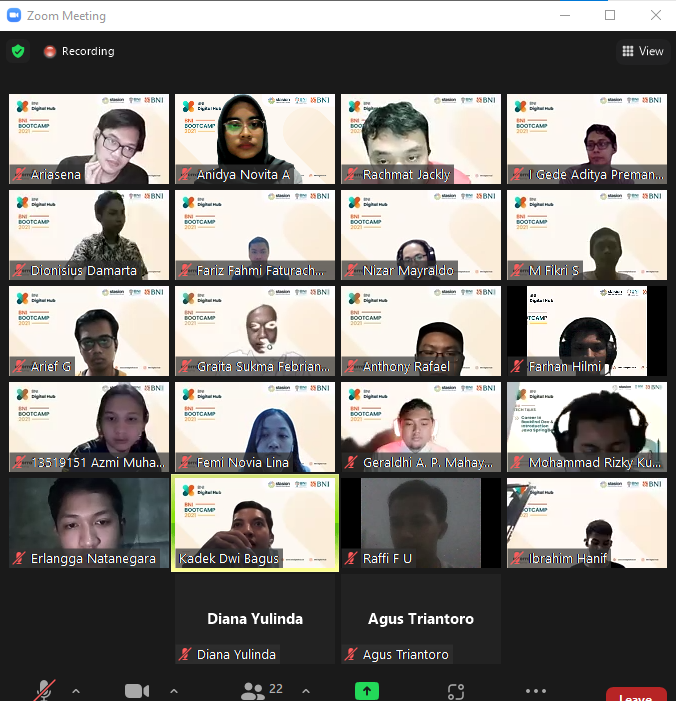 Zoom Meeting
Recording
View
BNI Digital Hub
BNI BOOTCAMP 2021
stasion
BNI
Ariasena
Anidya Novita A
Rachmat Jackly
I Gede Aditya Preman...
Dionisius Damarta
Fariz Fahmi Faturach...
Nizar Mayraldo
M Fikri S
Arief G
Graita Sukma Febrian...
Anthony Rafael
Farhan Hilmi
13519151 Azmi Muha...
Femi Novia Lina
Geraldhi A. P. Mahay...
Mohammad Rizky Ku...
Erlangga Natanegara
Kadek Dwi Bagus
Raffi F U
Ibrahim Hanif
Diana Yulinda
Agus Triantoro
Diana Yulinda
Agus Triantoro
22
Leave